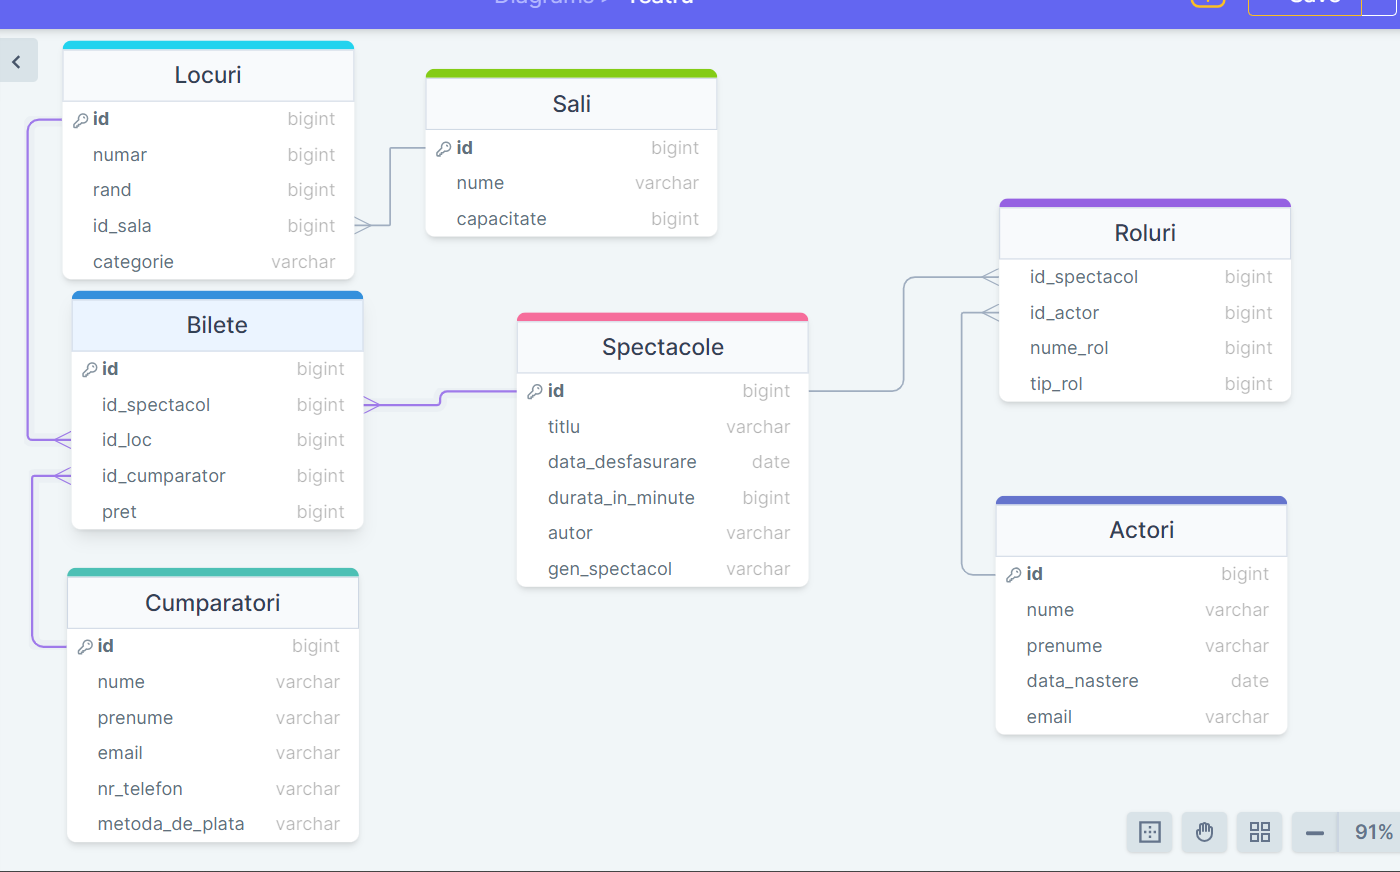 Diagrams > Teatru
Save
Locuri
id bigint
numar bigint
rand bigint
id_sala bigint
categorie varchar
Sali
id bigint
nume varchar
capacitate bigint
Bilete
id bigint
id_spectacol bigint
id_loc bigint
id_cumparator bigint
pret bigint
Spectacole
id bigint
titlu varchar
data_desfasurare date
durata_in_minute bigint
autor varchar
gen_spectacol varchar
Roluri
id_spectacol bigint
id_actor bigint
nume_rol bigint
tip_rol bigint
Actori
id bigint
nume varchar
prenume varchar
data_nastere date
email varchar
Cumparatori
id bigint
nume varchar
prenume varchar
email varchar
nr_telefon varchar
metoda_de_plata varchar
91%